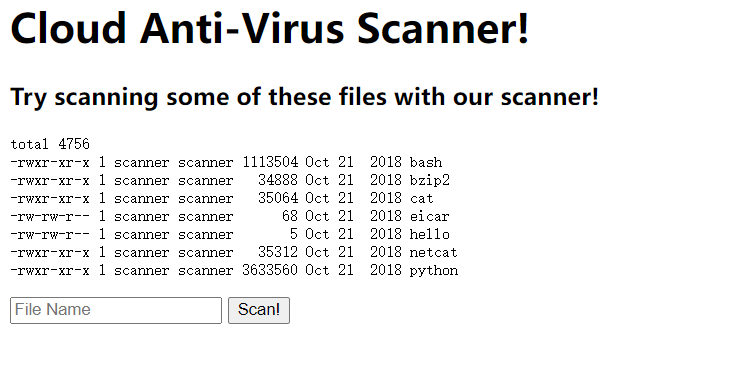 Cloud Anti-Virus Scanner!
Try scanning some of these files with our scanner!
total 4756
-rwxr-xr-x 1 scanner scanner 1113504 Oct 21  2018 bash
-rwxr-xr-x 1 scanner scanner   34888 Oct 21  2018 bzip2
-rwxr-xr-x 1 scanner scanner   35064 Oct 21  2018 cat
-rw-rw-r-- 1 scanner scanner      68 Oct 21  2018 eicar
-rw-rw-r-- 1 scanner scanner       5 Oct 21  2018 hello
-rwxr-xr-x 1 scanner scanner   35312 Oct 21  2018 netcat
-rwxr-xr-x 1 scanner scanner 3633560 Oct 21  2018 python
File Name Scan!